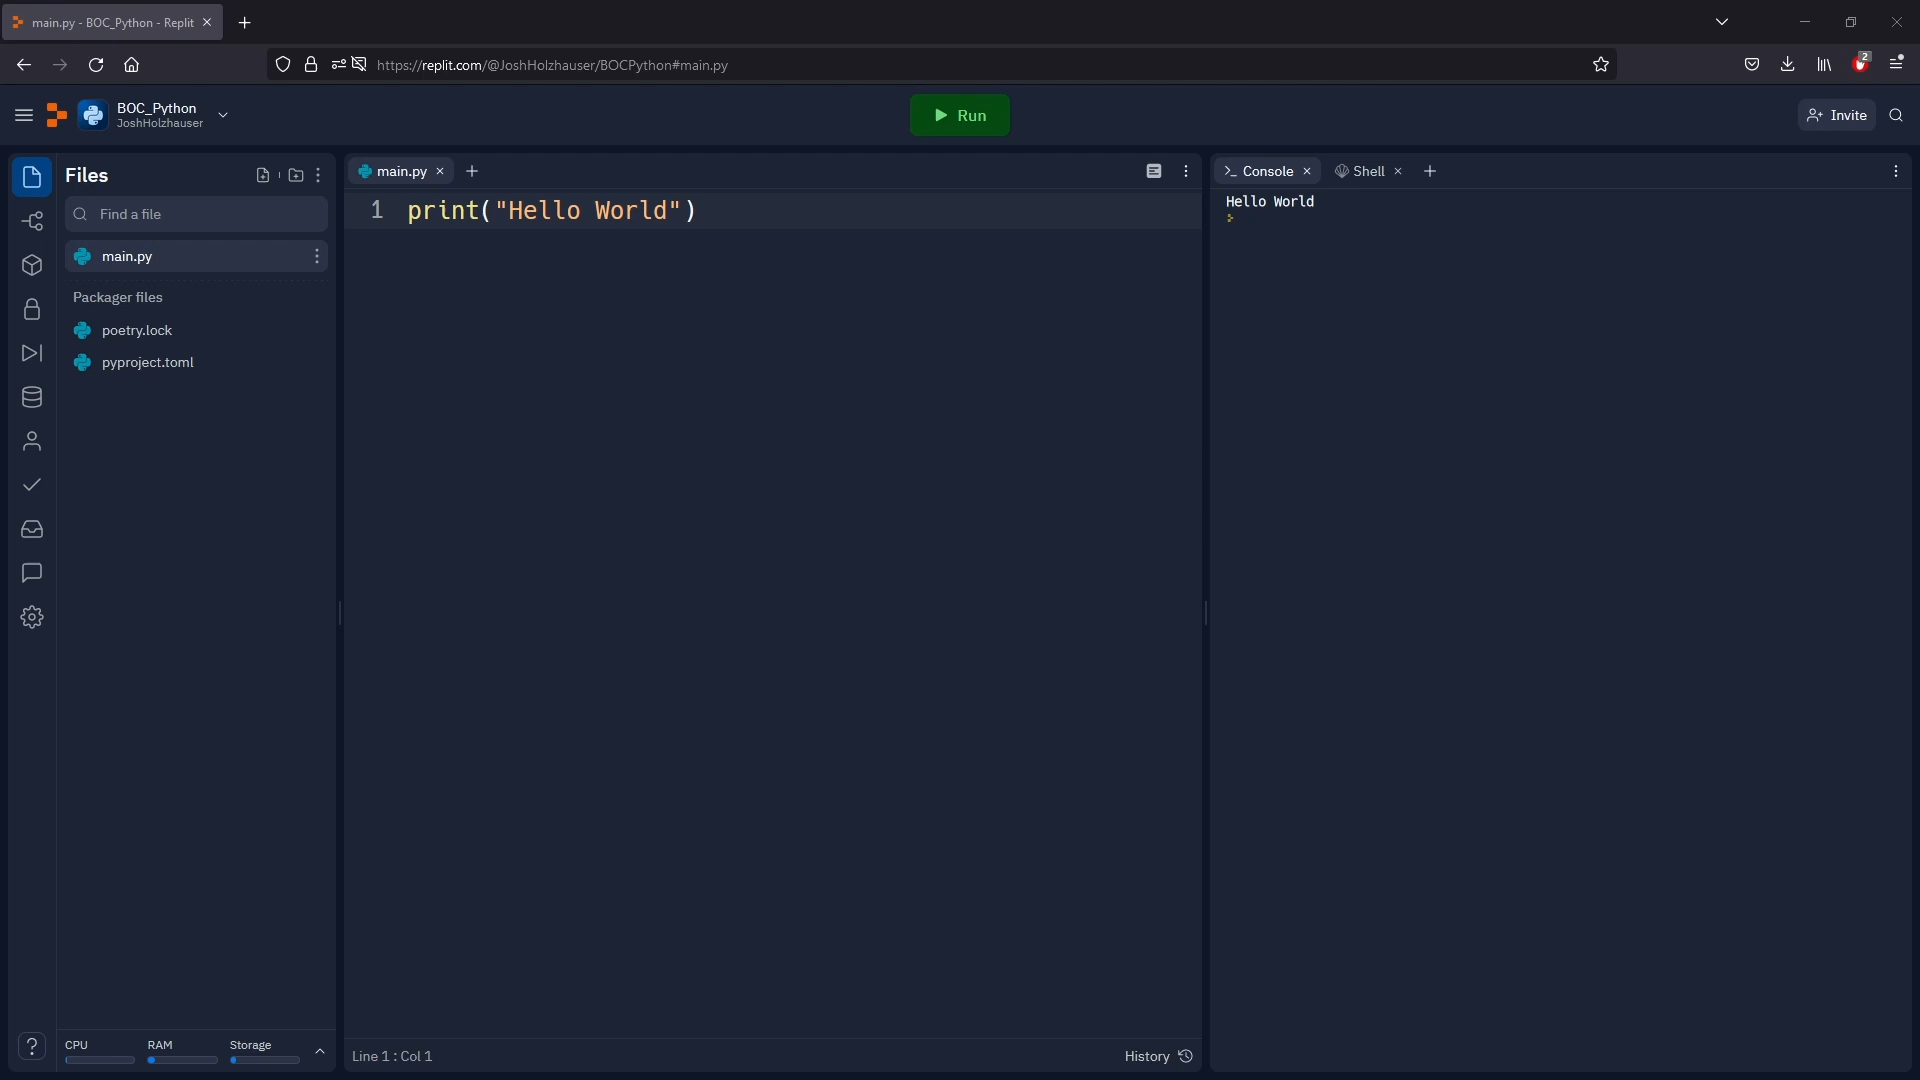 main.py - BOC_Python - Replit
https://replit.com/@JoshHolzhauser/BOCPython#main.py
2
BOC_Python
JoshHolzhauser
Run
Invite
Files
Find a file
main.py
Packager files
poetry.lock
pyproject.toml
CPU
RAM
Storage
?
main.py
1 print("Hello World")
Line 1 : Col 1
History
Console
Shell
Hello World